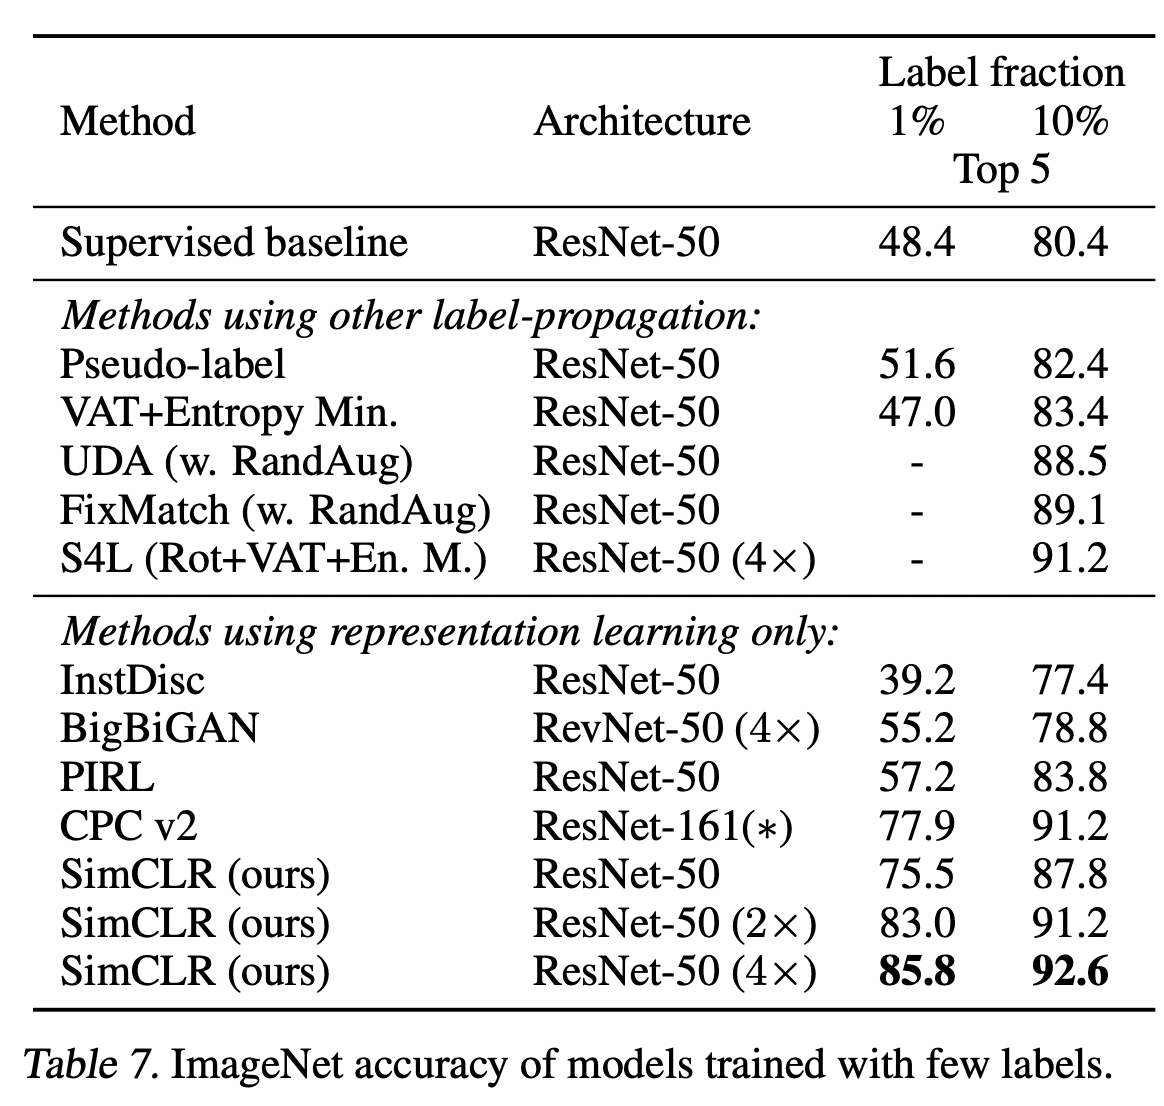 Label fraction
Method Architecture 1% 10%
Top 5
Supervised baseline ResNet-50 48.4 80.4
Methods using other label-propagation:
Pseudo-label ResNet-50 51.6 82.4
VAT+Entropy Min. ResNet-50 47.0 83.4
UDA (w. RandAug) ResNet-50 - 88.5
FixMatch (w. RandAug) ResNet-50 - 89.1
S4L (Rot+VAT+En. M.) ResNet-50 (4×) - 91.2
Methods using representation learning only:
InstDisc ResNet-50 39.2 77.4
BigBiGAN RevNet-50 (4×) 55.2 78.8
PIRL ResNet-50 57.2 83.8
CPC v2 ResNet-161(∗) 77.9 91.2
SimCLR (ours) ResNet-50 75.5 87.8
SimCLR (ours) ResNet-50 (2×) 83.0 91.2
SimCLR (ours) ResNet-50 (4×) 85.8 92.6
Table 7. ImageNet accuracy of models trained with few labels.